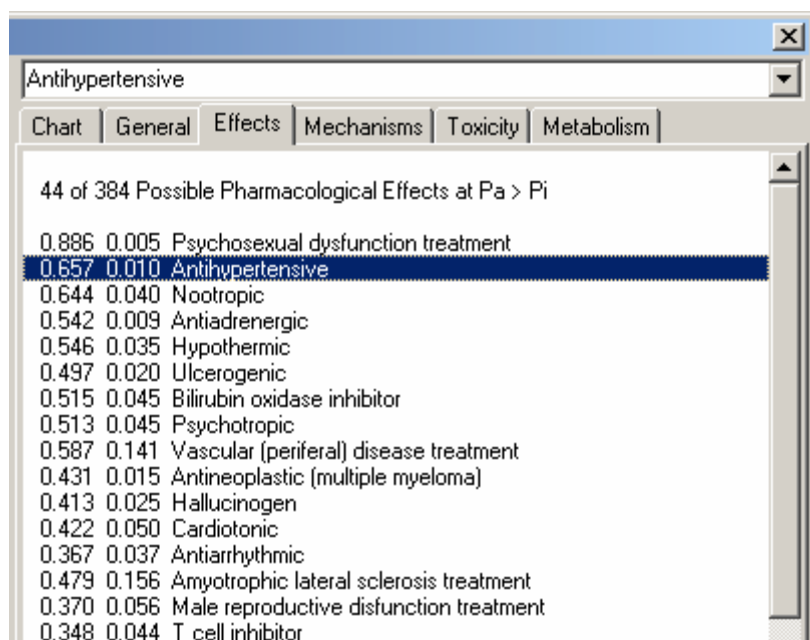 Antihypertensive
Chart General Effects Mechanisms Toxicity Metabolism
44 of 384 Possible Pharmacological Effects at Pa > Pi
0.886 0.005 Psychosexual dysfunction treatment
0.657 0.010 Antihypertensive
0.644 0.040 Nootropic
0.542 0.009 Antiadrenergic
0.546 0.035 Hypothermic
0.497 0.020 Ulcerogenic
0.515 0.045 Bilirubin oxidase inhibitor
0.513 0.045 Psychotropic
0.587 0.141 Vascular (periferal) disease treatment
0.431 0.015 Antineoplastic (multiple myeloma)
0.413 0.025 Hallucinogen
0.422 0.050 Cardiotonic
0.367 0.037 Antiarrhythmic
0.479 0.156 Amyotrophic lateral sclerosis treatment
0.370 0.056 Male reproductive disfunction treatment
0.348 0.044 T cell inhibitor